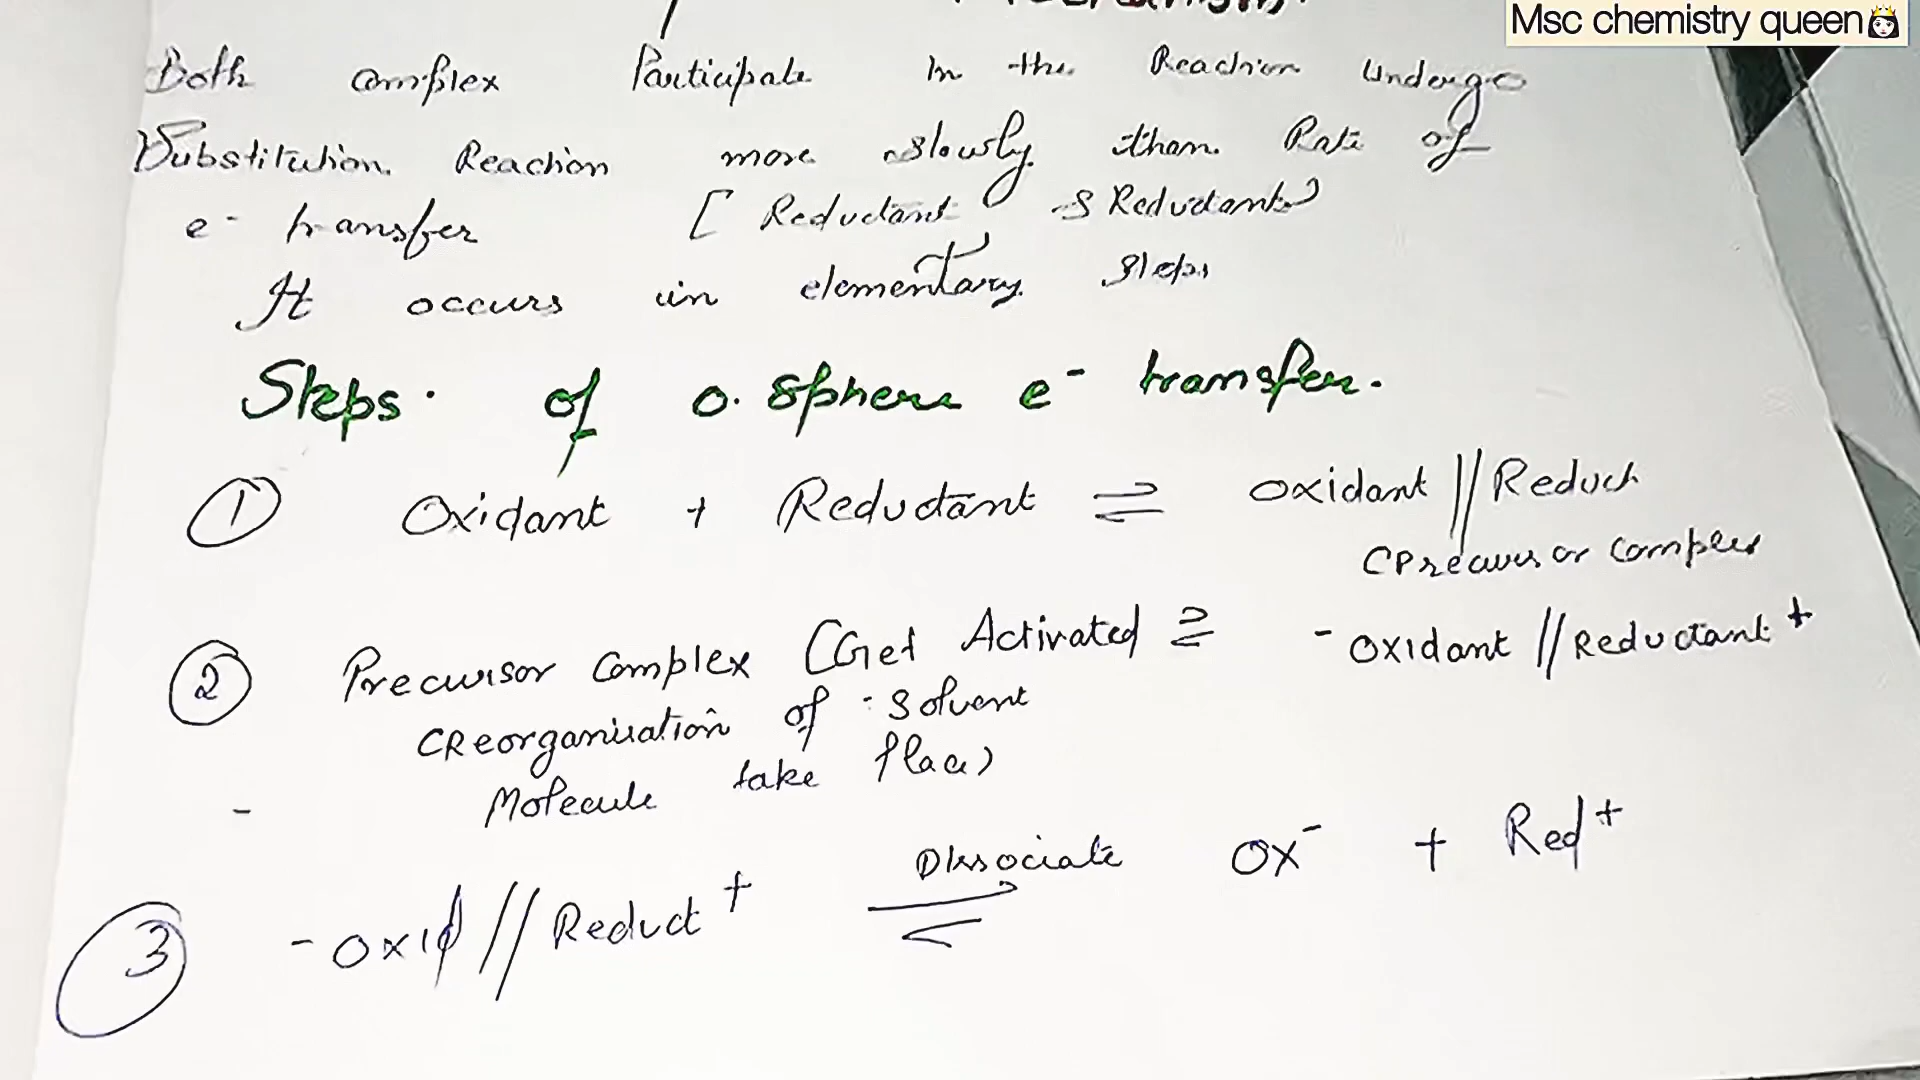 Msc chemistry queen
Both complex Participate In the Reaction Undergo
Substitution Reaction more slowly than Rate of
e- transfer [ Reductant & Reductant)
It occurs in elementary steps
Steps. of o. Sphere e- transfer.
① Oxidant + Reductant ⇌ Oxidant // Reduct
(Precursor Complex
② Precursor Complex (Get Activated ⇌ -Oxidant // Reductant +
(Reorganisation of Solvent
Molecule take place)
③ -Oxid // Reduct + Dissociate ⇌ Ox- + Red+